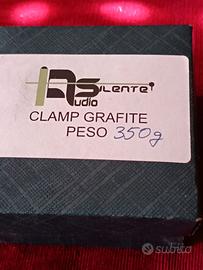 Audio
Silente
CLAMP GRAFITE
PESO 350g
subito